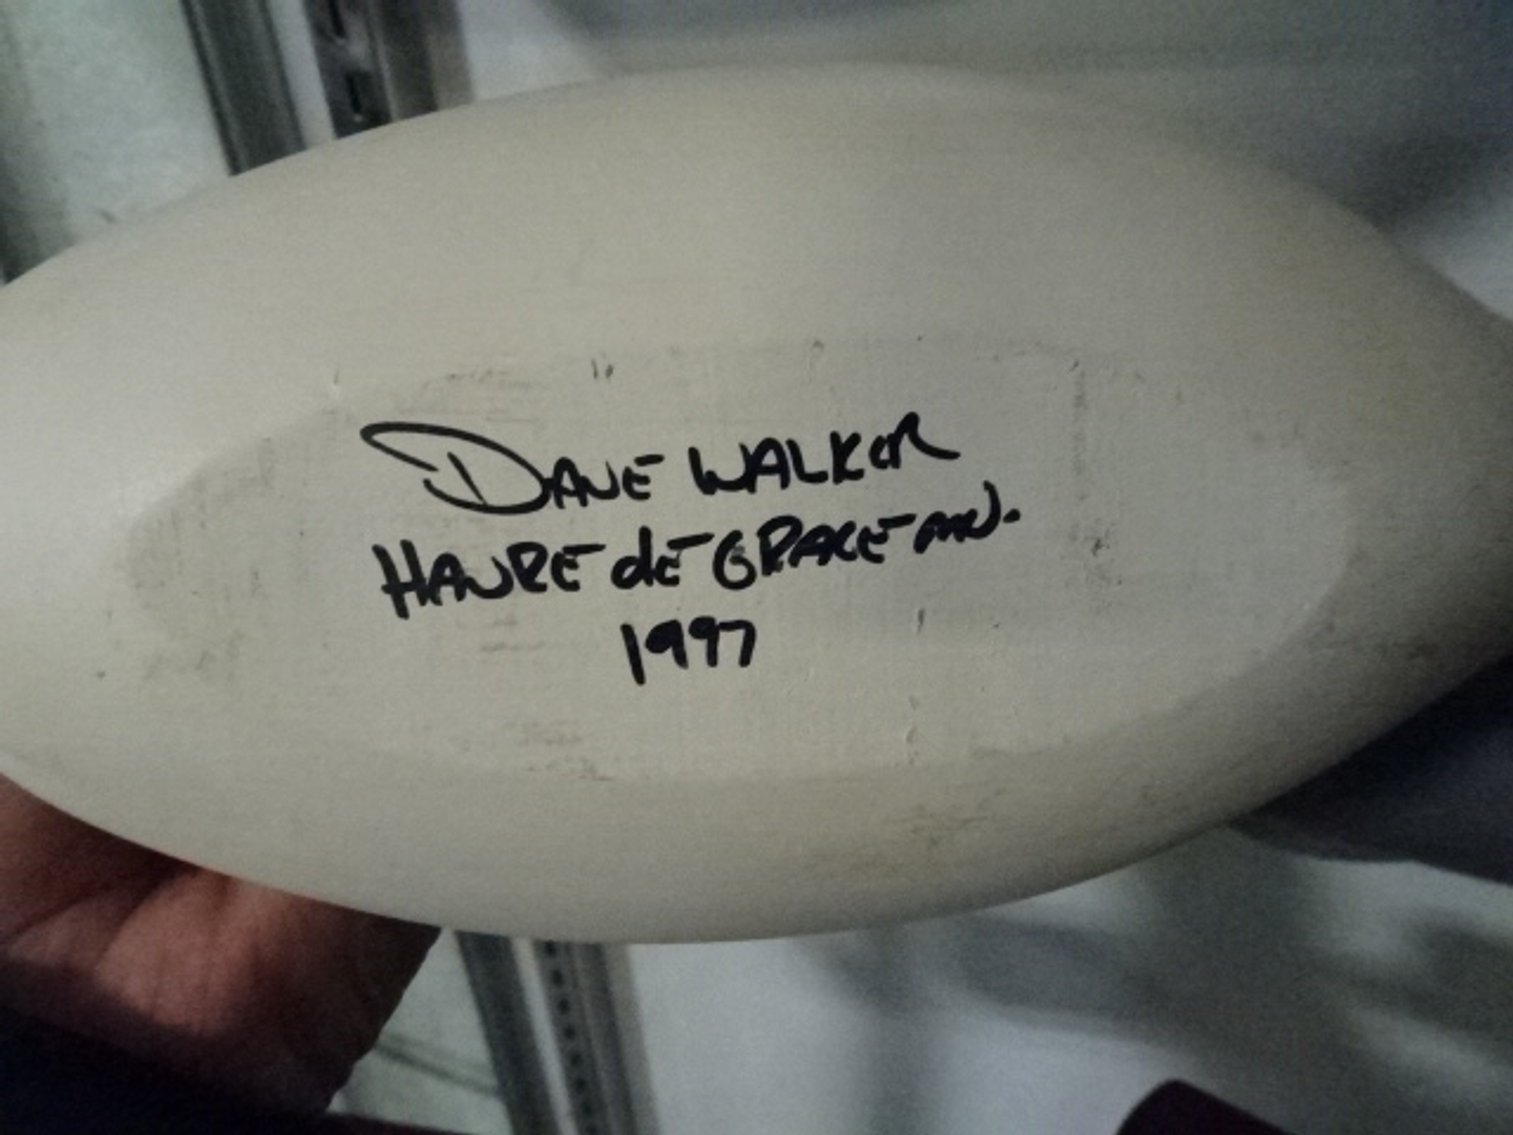 DAVE WALKER
HAVRE dE GRACE MD.
1997